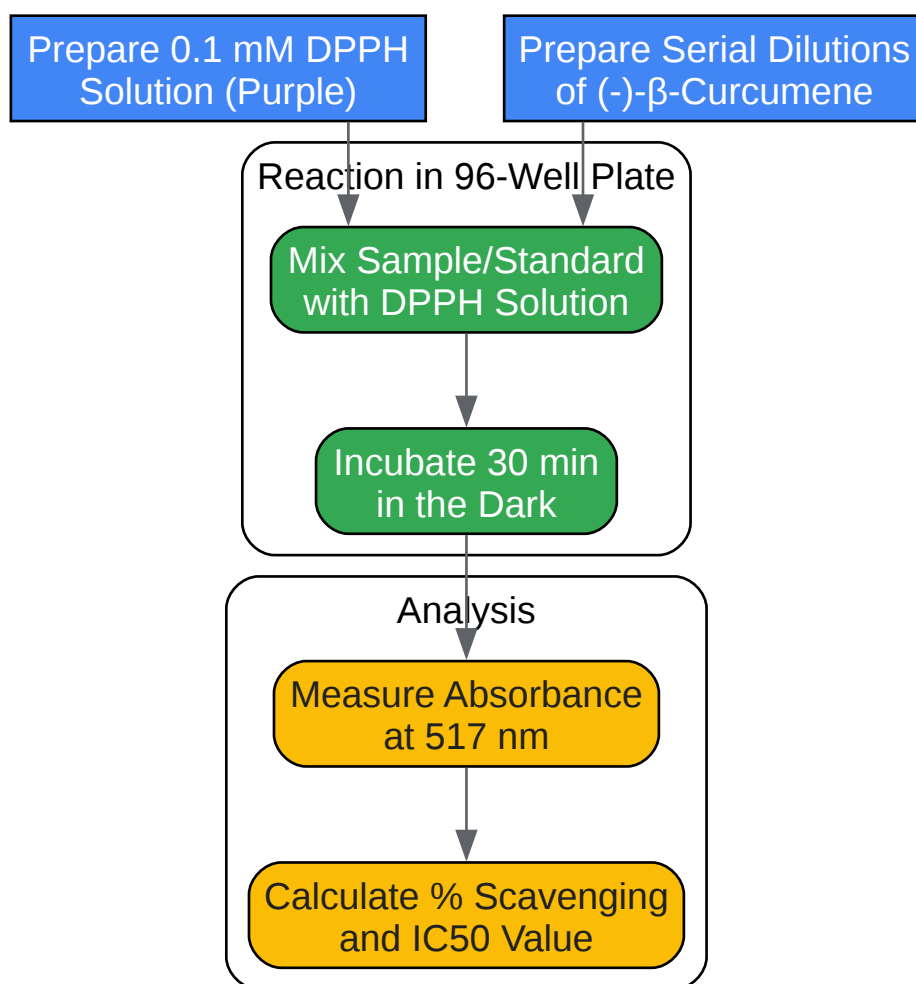 Prepare 0.1 mM DPPH
Solution (Purple)
Prepare Serial Dilutions
of (-)-β-Curcumene
Reaction in 96-Well Plate
Mix Sample/Standard
with DPPH Solution
Incubate 30 min
in the Dark
Analysis
Measure Absorbance
at 517 nm
Calculate % Scavenging
and IC50 Value